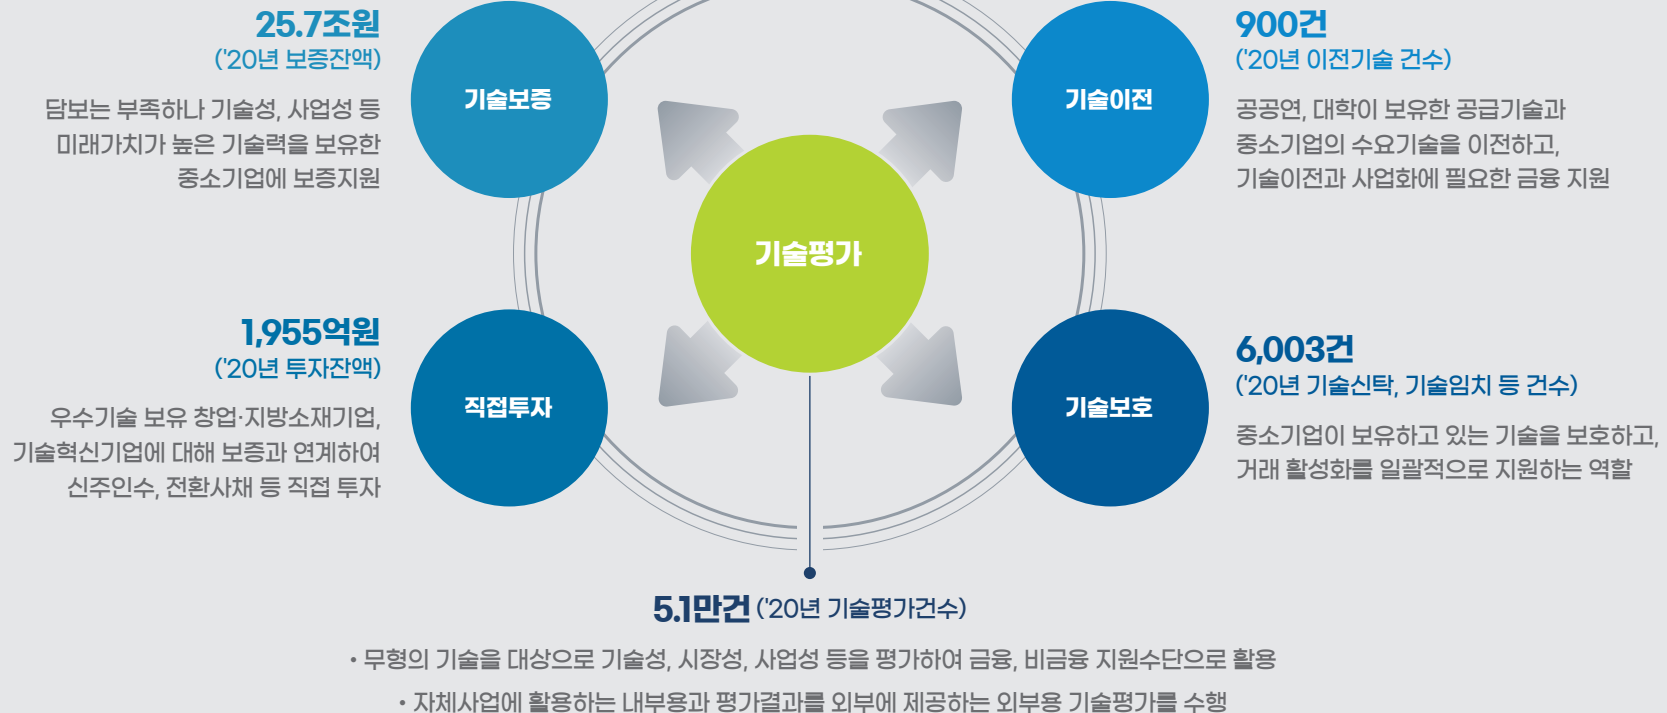 25.7조원
('20년 보증잔액)
담보는 부족하나 기술성, 사업성 등
미래가치가 높은 기술력을 보유한
중소기업에 보증지원
기술보증
기술이전
900건
('20년 이전기술 건수)
공공연, 대학이 보유한 공급기술과
중소기업의 수요기술을 이전하고,
기술이전과 사업화에 필요한 금융 지원
기술평가
1,955억원
('20년 투자잔액)
우수기술 보유 창업·지방소재기업,
기술혁신기업에 대해 보증과 연계하여
신주인수, 전환사채 등 직접 투자
직접투자
기술보호
6,003건
('20년 기술신탁, 기술임치 등 건수)
중소기업이 보유하고 있는 기술을 보호하고,
거래 활성화를 일괄적으로 지원하는 역할
5.1만건 ('20년 기술평가건수)
• 무형의 기술을 대상으로 기술성, 시장성, 사업성 등을 평가하여 금융, 비금융 지원수단으로 활용
• 자체사업에 활용하는 내부용과 평가결과를 외부에 제공하는 외부용 기술평가를 수행